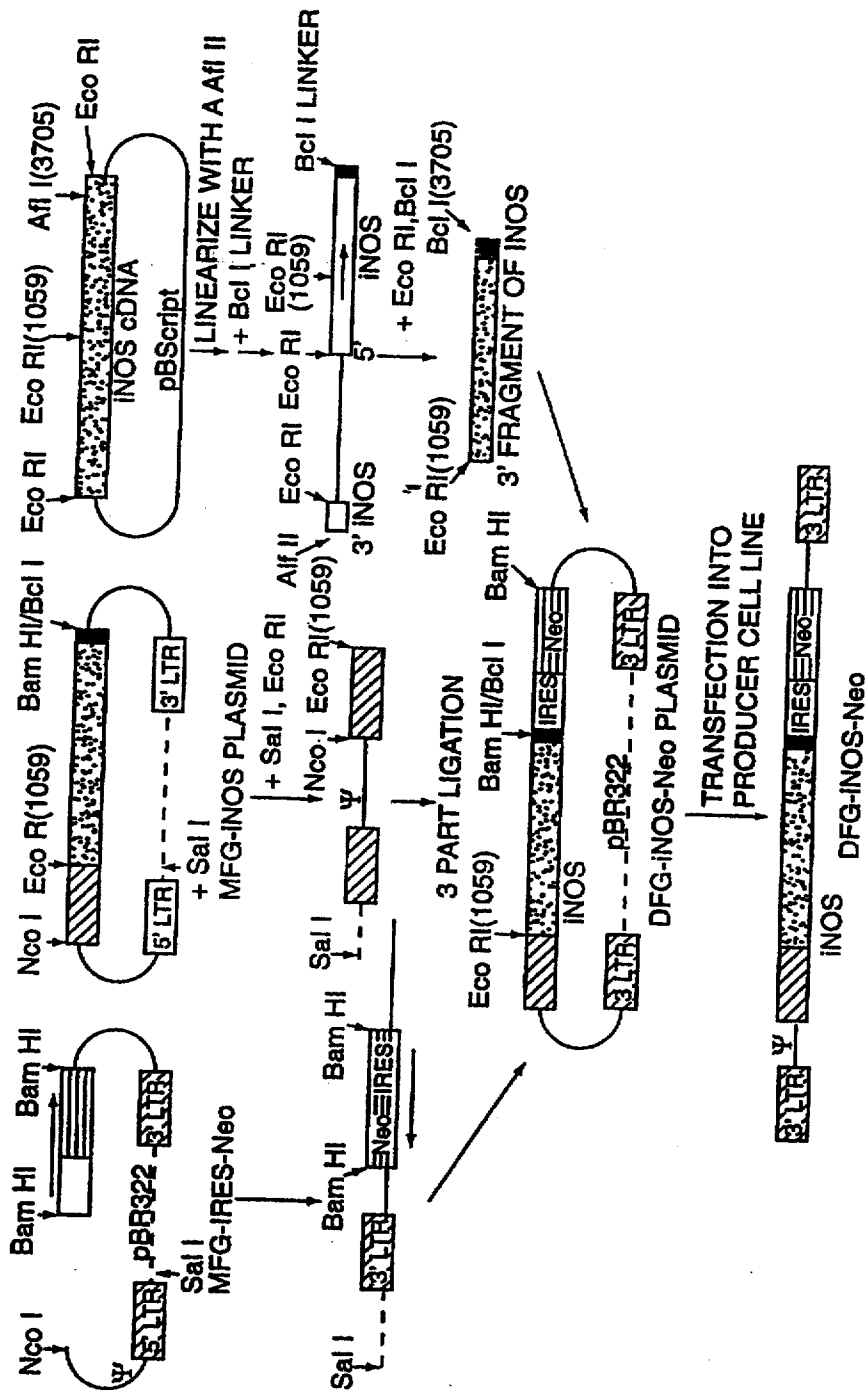 Nco I
Bam HI
Bam HI
Ψ
5' LTR
pBR322
3' LTR
Sal I
MFG-IRES-Neo
Sal I
3' LTR
Bam HI
Neo IRES
Bam HI
Nco I
Eco R(1059)
Bam HI/Bcl I
5' LTR
3' LTR
+ Sal I
MFG-iNOS PLASMID
+ Sal I, Eco RI
Sal I
Ψ
Nco I
Eco RI(1059)
3 PART LIGATION
Eco RI
Eco RI(1059)
Afl I(3705)
Eco RI
iNOS cDNA
pBScript
LINEARIZE WITH A Afl II
+ Bcl I LINKER
Alf II
3' iNOS
Eco RI
Eco RI
Eco RI
(1059)
Bcl I LINKER
5'
iNOS
+ Eco RI, Bcl I
Eco RI(1059)
Bcl I(3705)
3' FRAGMENT OF iNOS
Eco RI(1059)
Bam HI/Bcl I
Bam HI
iNOS
IRES
Neo
3 LTR
pBR322
3 LTR
DFG-iNOS-Neo PLASMID
TRANSFECTION INTO
PRODUCER CELL LINE
3' LTR
Ψ
iNOS
IRES
Neo
3 LTR
DFG-iNOS-Neo